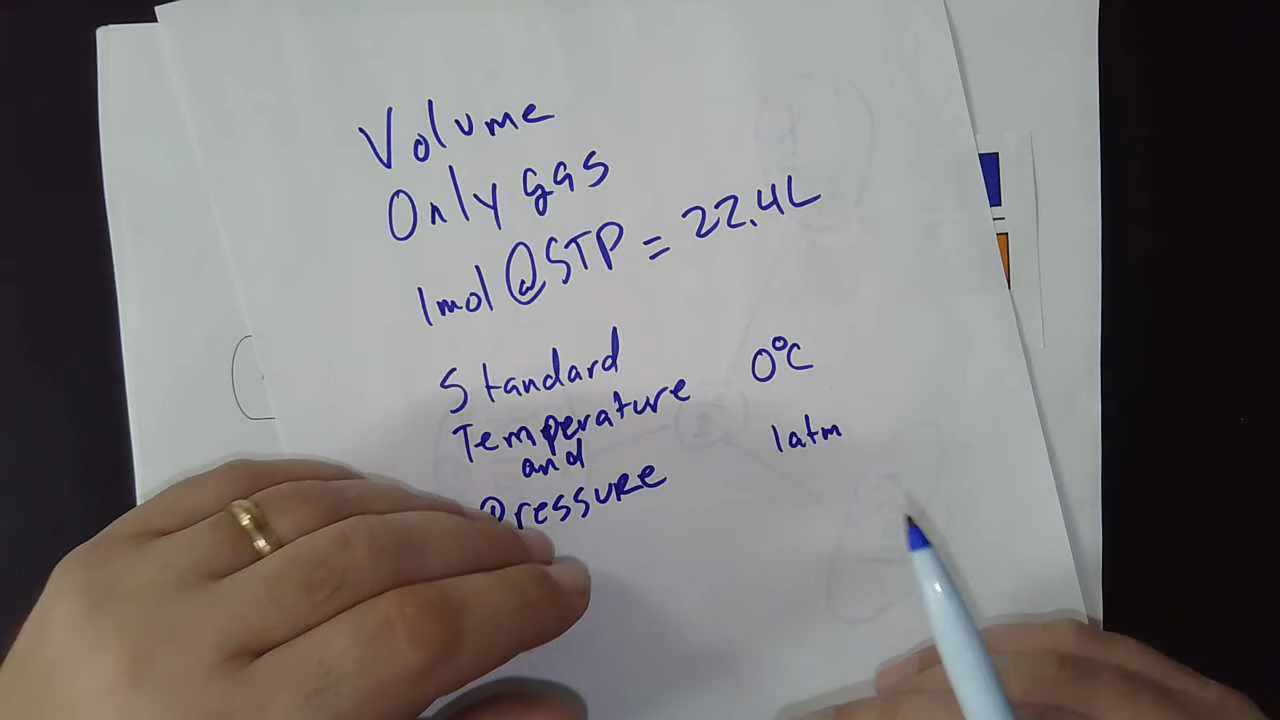 Volume
Only gas
1mol @ STP = 22.4L
Standard
Temperature 0°C
and
Pressure 1atm